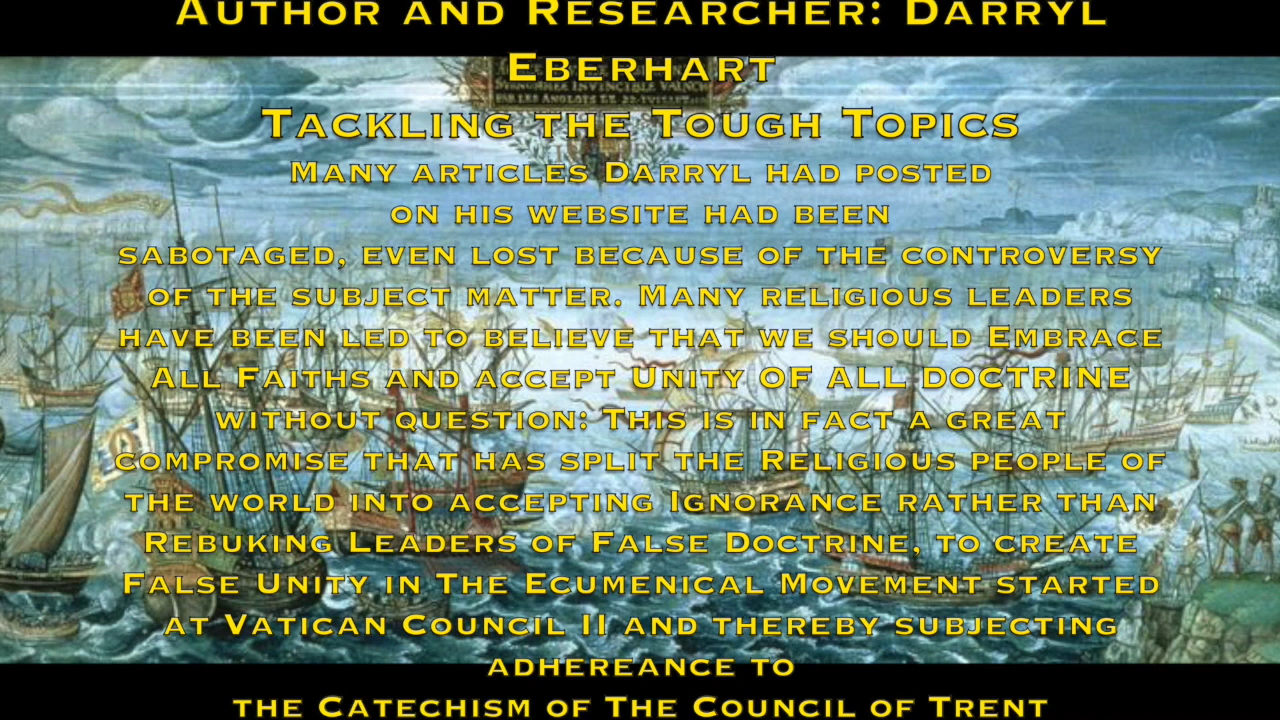 Author and Researcher: Darryl
Eberhart
Tackling the Tough Topics
Many articles Darryl had posted
on his website had been
sabotaged, even lost because of the controversy
of the subject matter. Many religious leaders
have been led to believe that we should Embrace
All Faiths and accept Unity OF ALL DOCTRINE
without question: This is in fact a great
compromise that has split the Religious people of
the world into accepting Ignorance rather than
Rebuking Leaders of False Doctrine, to create
False Unity in The Ecumenical Movement started
at Vatican Council II and thereby subjecting
adhereance to
the Catechism of The Council of Trent